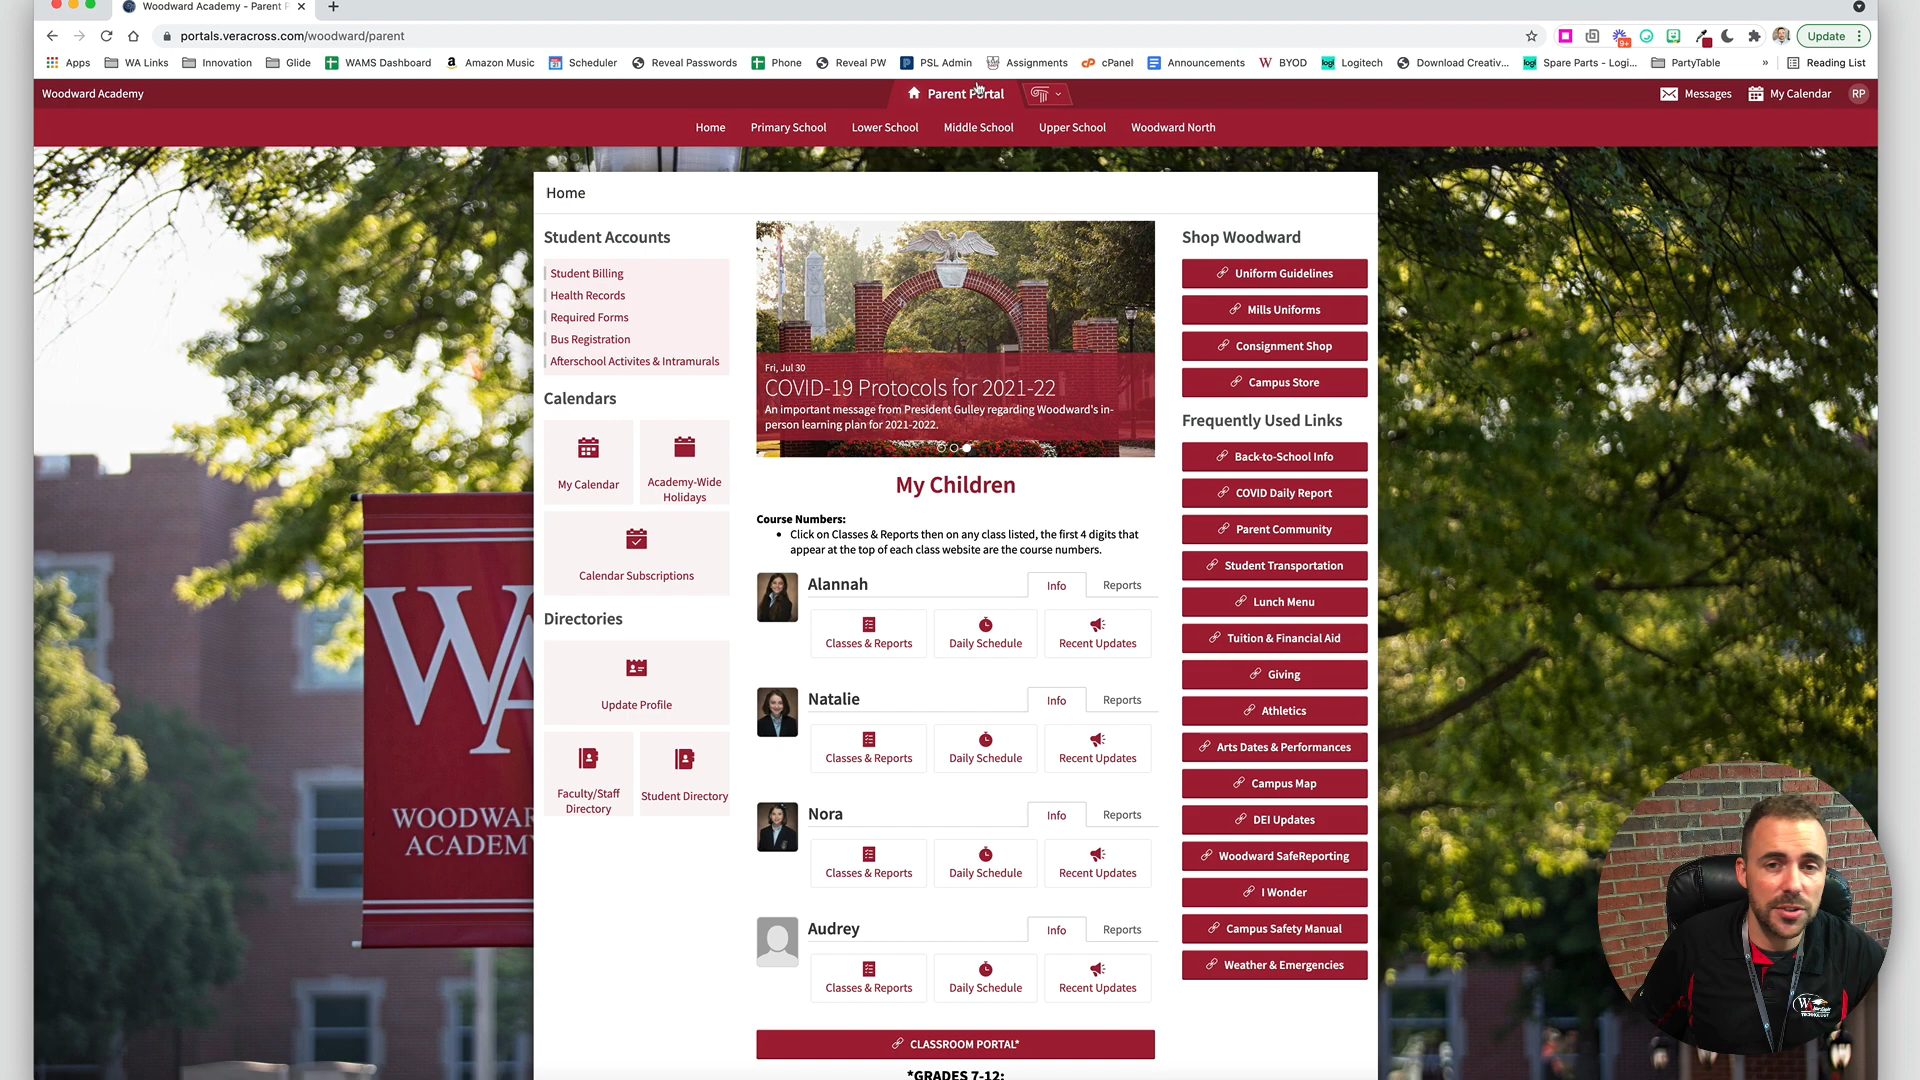 Woodward Academy - Parent P
portals.veracross.com/woodward/parent
9+
Update
Apps
WA Links
Innovation
Glide
WAMS Dashboard
Amazon Music
Scheduler
Reveal Passwords
Phone
Reveal PW
PSL Admin
Assignments
cPanel
Announcements
BYOD
Logitech
Download Creativ...
Spare Parts - Logi...
PartyTable
»
Reading List
Woodward Academy
Parent Portal
Messages
My Calendar
RP
Home
Primary School
Lower School
Middle School
Upper School
Woodward North
Home
Student Accounts
Student Billing
Health Records
Required Forms
Bus Registration
Afterschool Activites & Intramurals
Calendars
My Calendar
Academy-Wide
Holidays
Calendar Subscriptions
Directories
Update Profile
Faculty/Staff
Directory
Student Directory
Fri, Jul 30
COVID-19 Protocols for 2021-22
An important message from President Gulley regarding Woodward's in-
person learning plan for 2021-2022.
My Children
Course Numbers:
• Click on Classes & Reports then on any class listed, the first 4 digits that
appear at the top of each class website are the course numbers.
Alannah
Info
Reports
Classes & Reports
Daily Schedule
Recent Updates
Natalie
Info
Reports
Classes & Reports
Daily Schedule
Recent Updates
Nora
Info
Reports
Classes & Reports
Daily Schedule
Recent Updates
Audrey
Info
Reports
Classes & Reports
Daily Schedule
Recent Updates
CLASSROOM PORTAL*
*GRADES 7-12:
Shop Woodward
Uniform Guidelines
Mills Uniforms
Consignment Shop
Campus Store
Frequently Used Links
Back-to-School Info
COVID Daily Report
Parent Community
Student Transportation
Lunch Menu
Tuition & Financial Aid
Giving
Athletics
Arts Dates & Performances
Campus Map
DEI Updates
Woodward SafeReporting
I Wonder
Campus Safety Manual
Weather & Emergencies
WA
WOODWAR
ACADEM
TECHNOLOGY